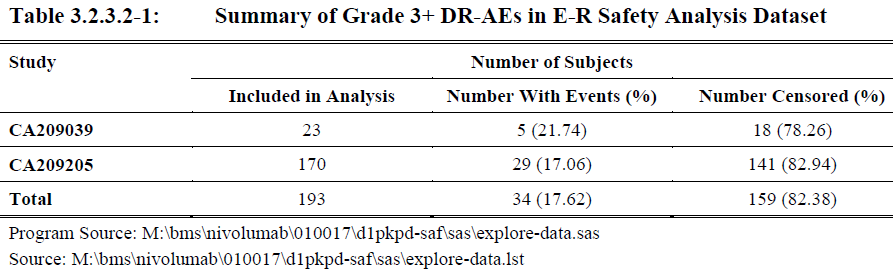 Table 3.2.3.2-1: Summary of Grade 3+ DR-AEs in E-R Safety Analysis Dataset
Study Number of Subjects
Included in Analysis Number With Events (%) Number Censored (%)
CA209039 23 5 (21.74) 18 (78.26)
CA209205 170 29 (17.06) 141 (82.94)
Total 193 34 (17.62) 159 (82.38)
Program Source: M:\bms\nivolumab\010017\d1pkpd-saf\sas\explore-data.sas
Source: M:\bms\nivolumab\010017\d1pkpd-saf\sas\explore-data.lst